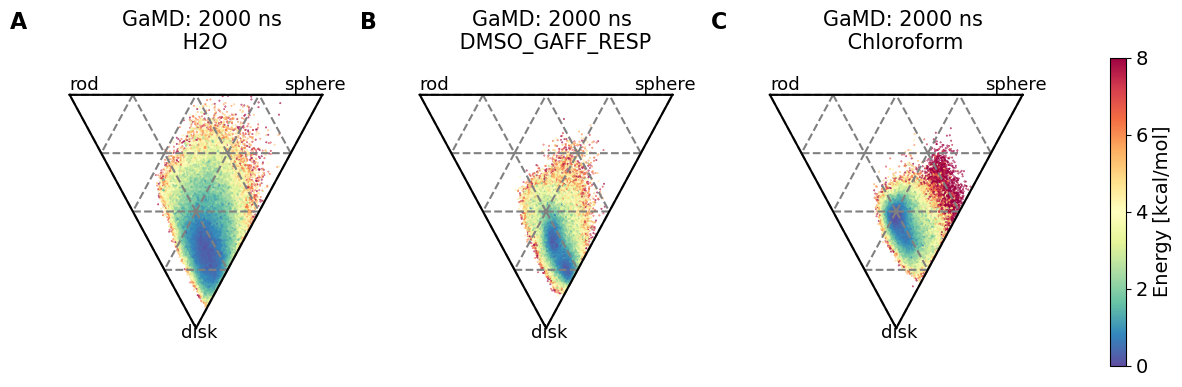 A
GaMD: 2000 ns
H2O
rod
sphere
disk
B
GaMD: 2000 ns
DMSO_GAFF_RESP
rod
sphere
disk
C
GaMD: 2000 ns
Chloroform
rod
sphere
disk
8
6
4
2
0
Energy [kcal/mol]